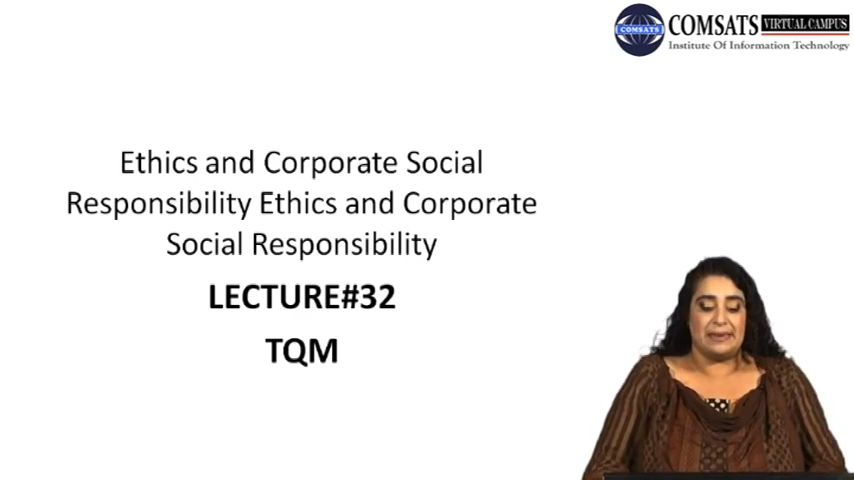 COMSATS VIRTUAL CAMPUS
Institute Of Information Technology
COMSATS
Ethics and Corporate Social
Responsibility Ethics and Corporate
Social Responsibility
LECTURE#32
TQM